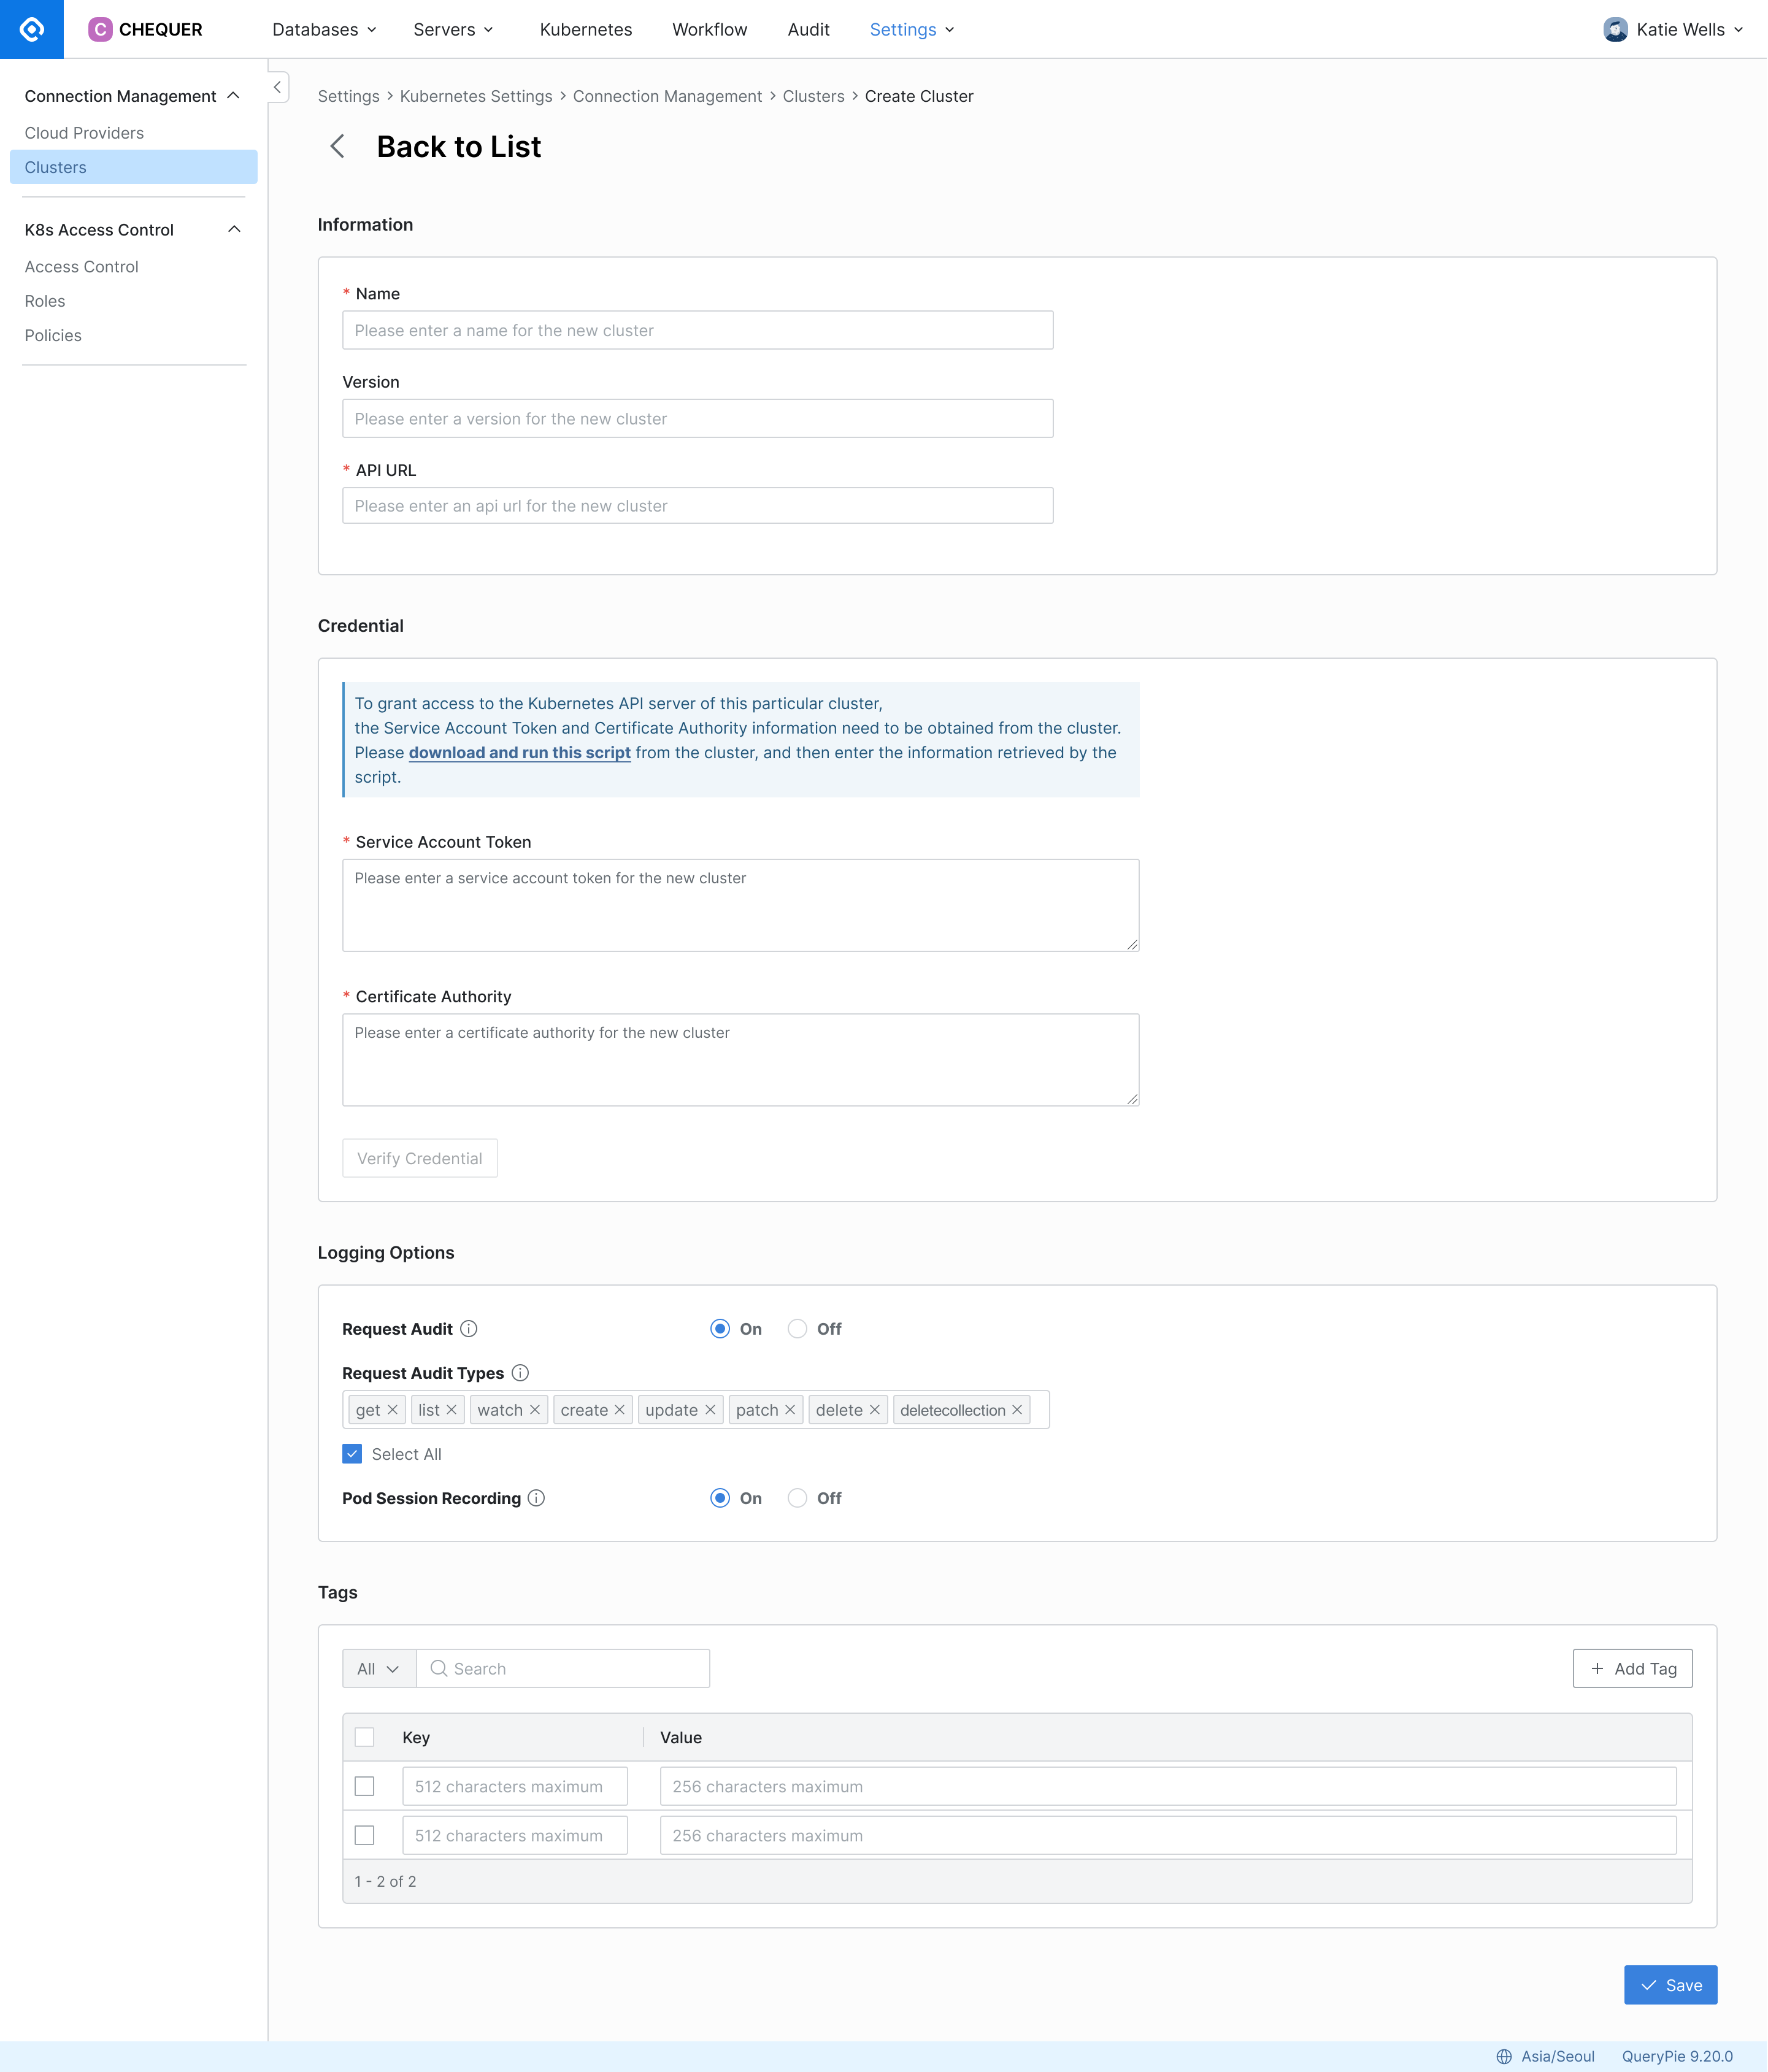 C CHEQUER Databases Servers Kubernetes Workflow Audit Settings Katie Wells
Connection Management
Cloud Providers
Clusters
K8s Access Control
Access Control
Roles
Policies
Settings > Kubernetes Settings > Connection Management > Clusters > Create Cluster
Back to List
Information
* Name
Please enter a name for the new cluster
Version
Please enter a version for the new cluster
* API URL
Please enter an api url for the new cluster
Credential
To grant access to the Kubernetes API server of this particular cluster,
the Service Account Token and Certificate Authority information need to be obtained from the cluster.
Please download and run this script from the cluster, and then enter the information retrieved by the
script.
* Service Account Token
Please enter a service account token for the new cluster
* Certificate Authority
Please enter a certificate authority for the new cluster
Verify Credential
Logging Options
Request Audit On Off
Request Audit Types
get list watch create update patch delete deletecollection
Select All
Pod Session Recording On Off
Tags
All Search + Add Tag
Key Value
512 characters maximum 256 characters maximum
512 characters maximum 256 characters maximum
1 - 2 of 2
Save
Asia/Seoul QueryPie 9.20.0